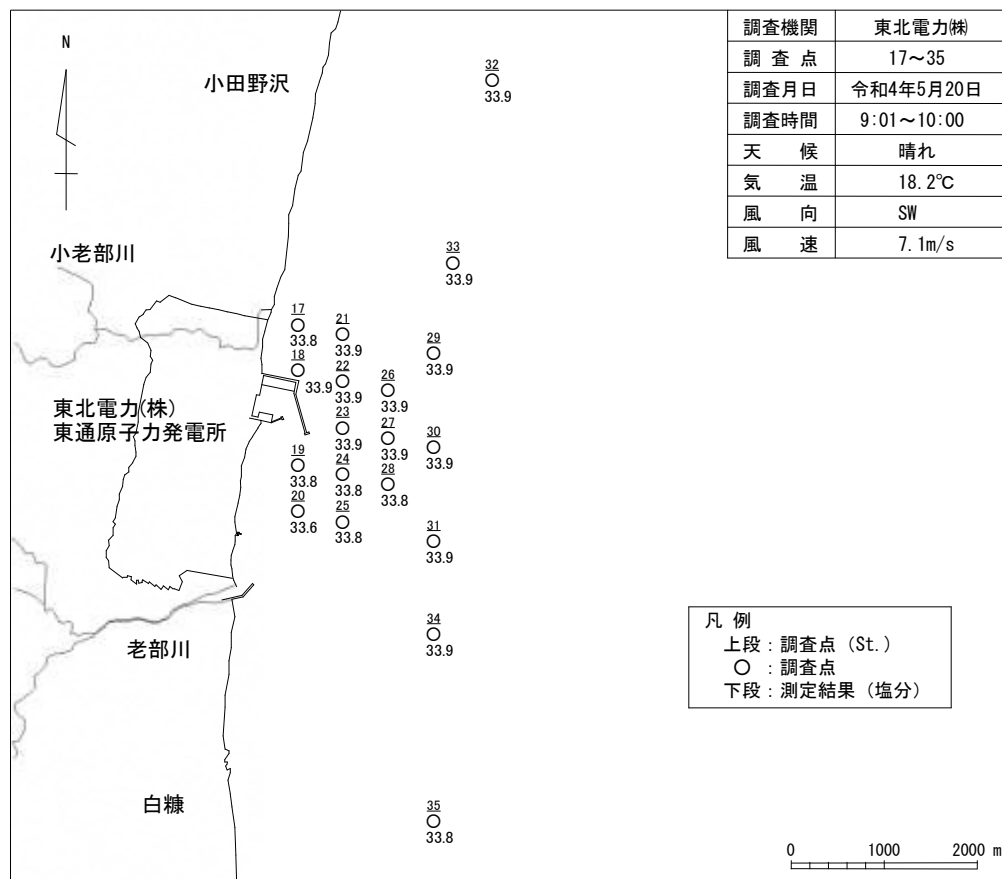 調査機関 東北電力㈱
調査点 17～35
調査月日 令和4年5月20日
調査時間 9:01～10:00
天候 晴れ
気温 18.2℃
風向 SW
風速 7.1m/s
N
小田野沢
32
33.9
小老部川
33
33.9
17
33.8
21
33.9
29
33.9
18
33.9
22
33.9
26
33.9
東北電力(株)
東通原子力発電所
23
33.9
27
33.9
30
33.9
19
33.8
24
33.8
28
33.8
20
33.6
25
33.8
31
33.9
34
33.9
老部川
凡 例
上段：調査点（St.）
○ ：調査点
下段：測定結果（塩分）
白糠
35
33.8
0 1000 2000 m